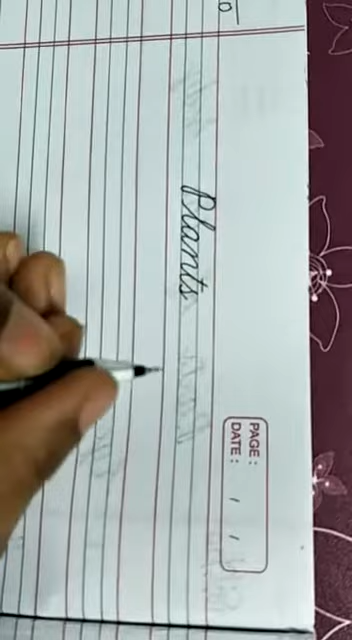 PAGE :
DATE : / /
Plants